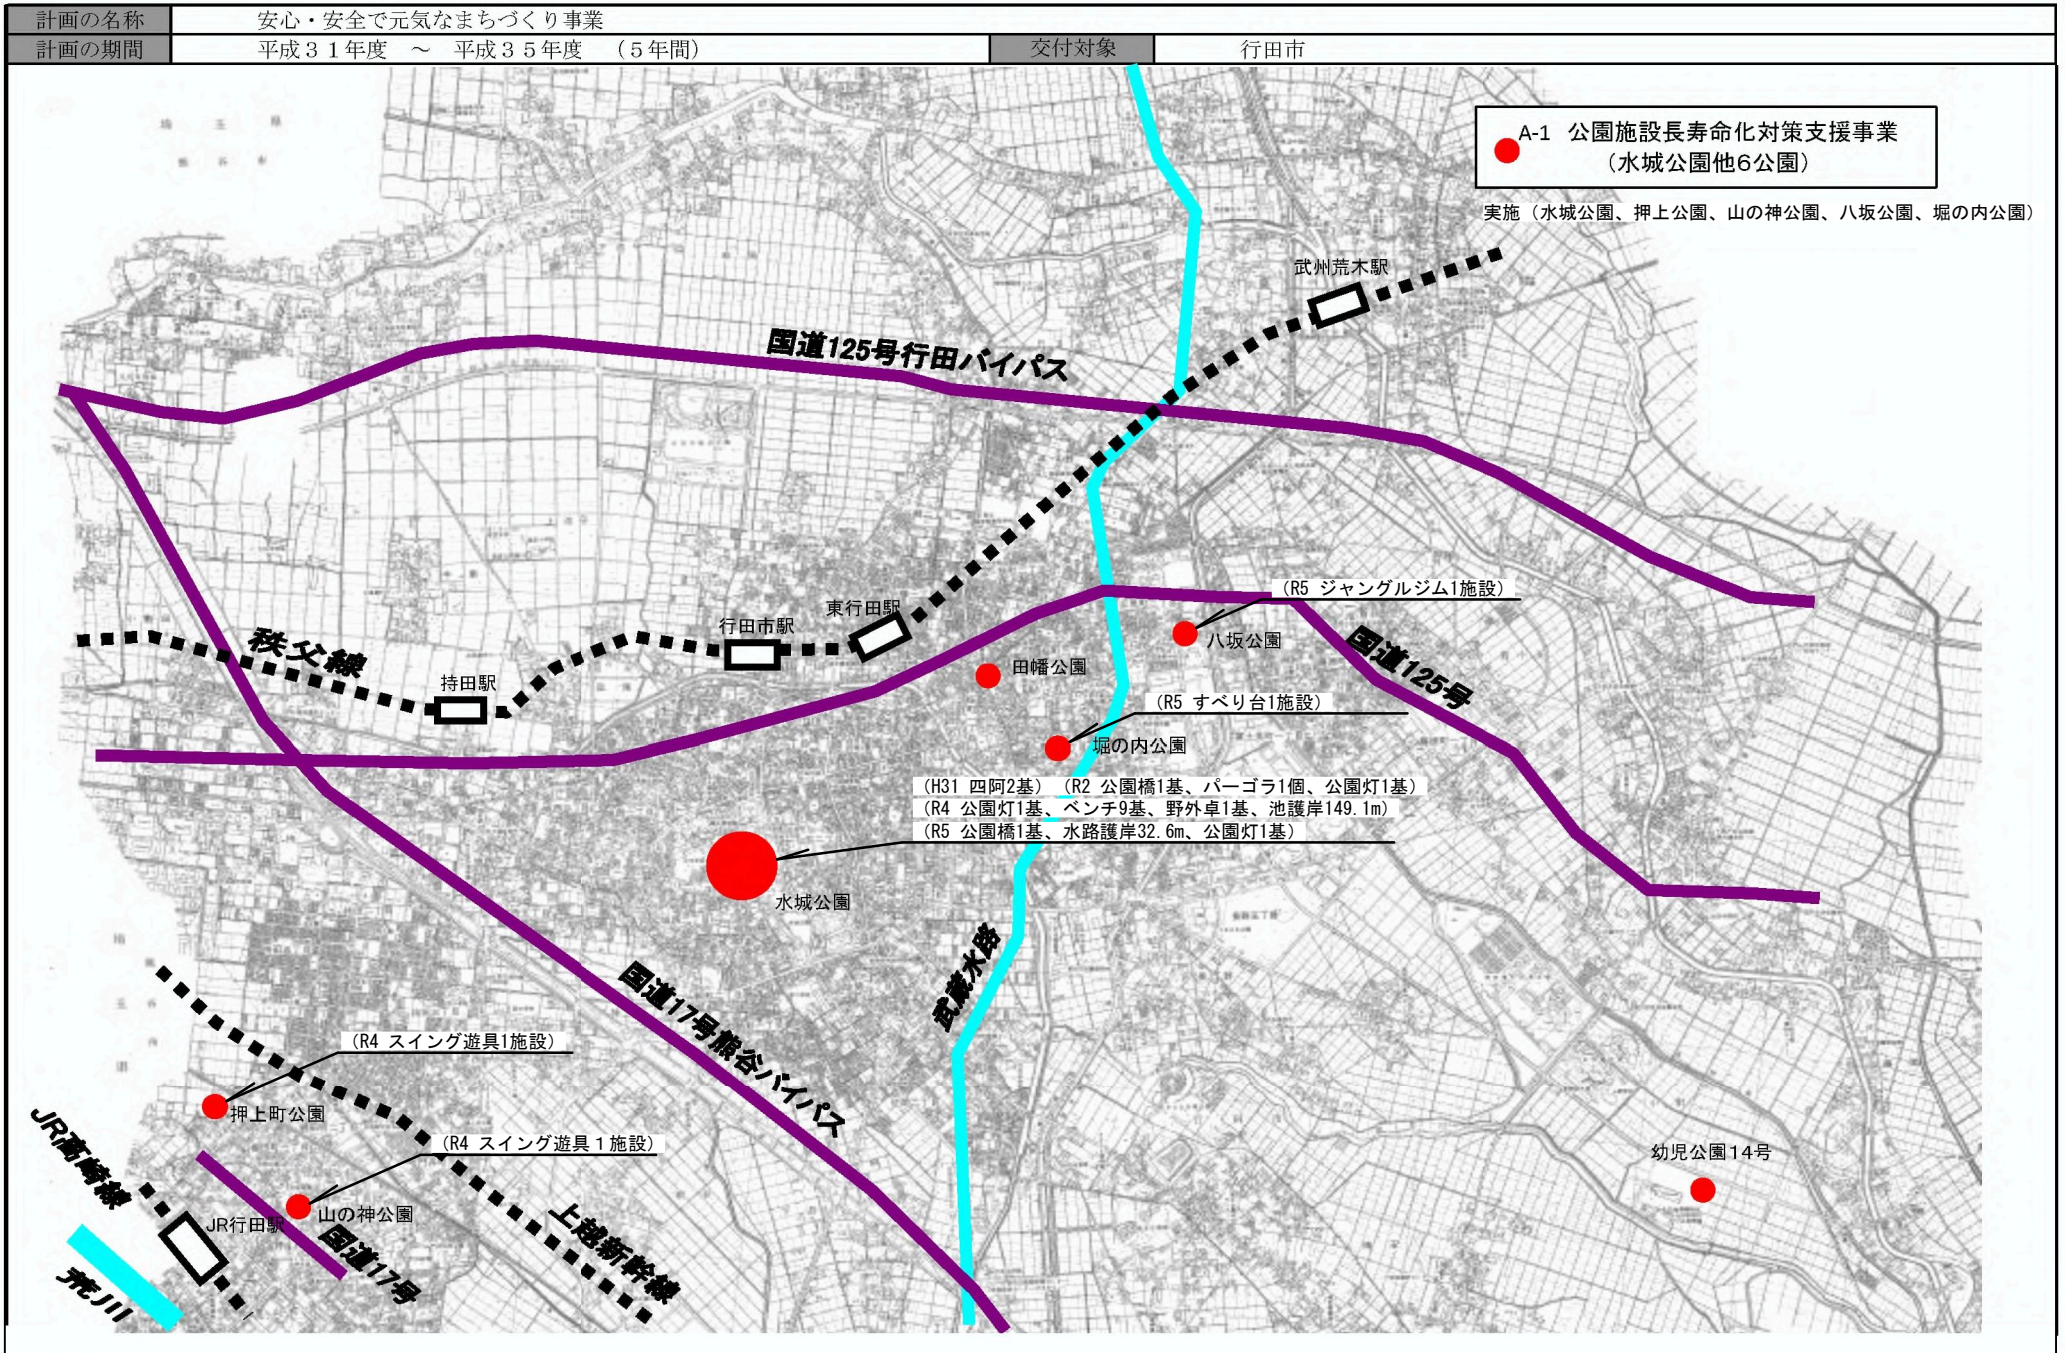 計画の名称 安心・安全で元気なまちづくり事業
計画の期間 平成31年度 ～ 平成35年度 （5年間） 交付対象 行田市
A-1 公園施設長寿命化対策支援事業
（水城公園他6公園）
実施（水城公園、押上公園、山の神公園、八坂公園、堀の内公園）
武州荒木駅
国道125号行田バイパス
（R5 ジャングルジム1施設）
東行田駅
行田市駅
八坂公園
秩父線
国道125号
田幡公園
持田駅
（R5 すべり台1施設）
堀の内公園
（H31 四阿2基）（R2 公園橋1基、パーゴラ1個、公園灯1基）
（R4 公園灯1基、ベンチ9基、野外卓1基、池護岸149.1m）
（R5 公園橋1基、水路護岸32.6m、公園灯1基）
水城公園
武蔵水路
国道17号熊谷バイパス
（R4 スイング遊具1施設）
押上町公園
JR高崎線
（R4 スイング遊具１施設）
幼児公園14号
山の神公園
JR行田駅
国道17号
上越新幹線
荒川